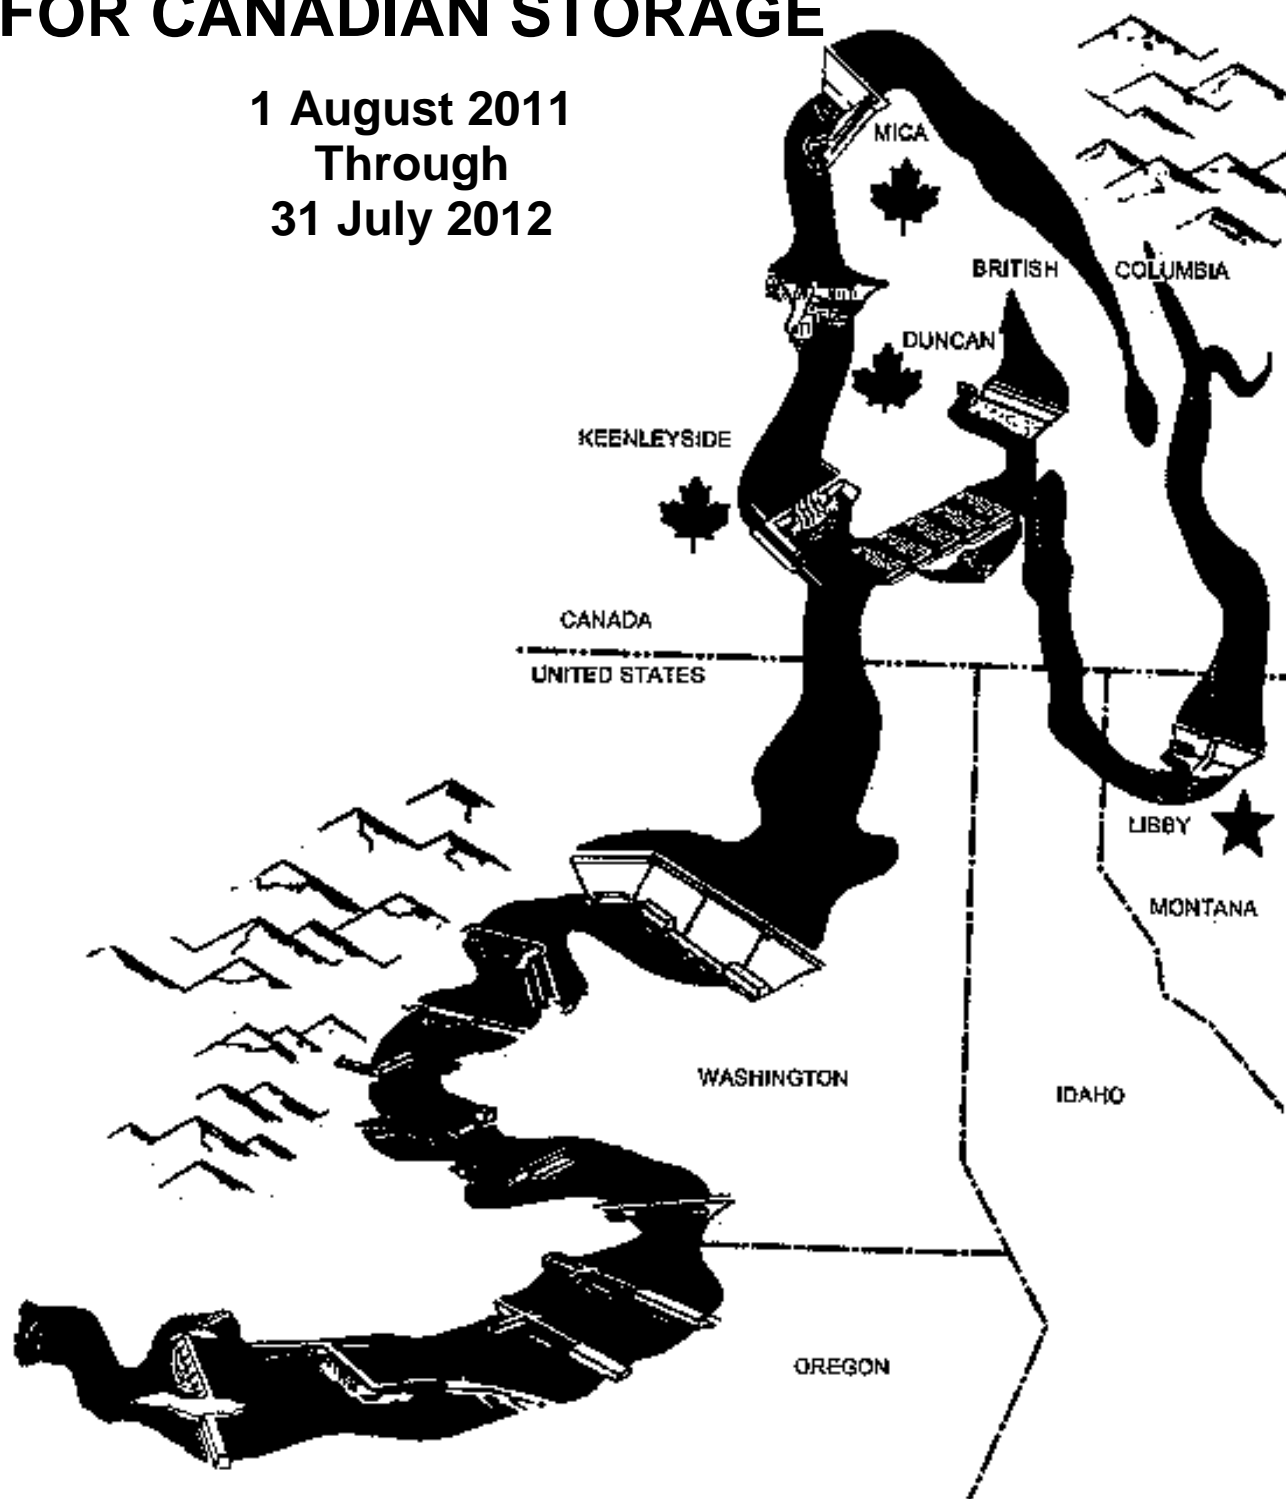 FOR CANADIAN STORAGE
1 August 2011
Through
31 July 2012
MICA
BRITISH COLUMBIA
DUNCAN
KEENLEYSIDE
CANADA
UNITED STATES
LIBBY
MONTANA
WASHINGTON
IDAHO
OREGON